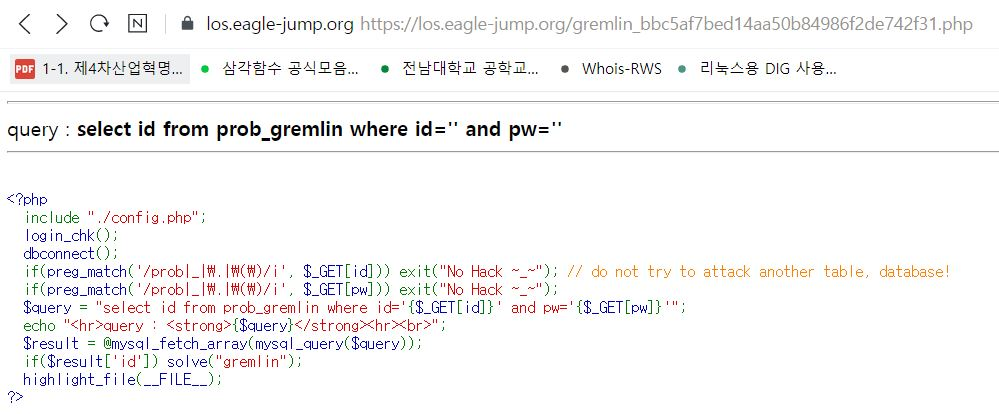 los.eagle-jump.org https://los.eagle-jump.org/gremlin_bbc5af7bed14aa50b84986f2de742f31.php
PDF 1-1. 제4차산업혁명... 삼각함수 공식모음... 전남대학교 공학교... Whois-RWS 리눅스용 DIG 사용...
query : select id from prob_gremlin where id='' and pw=''
<?php
include "./config.php";
login_chk();
dbconnect();
if(preg_match('/prob|_|₩.|₩(₩)/i', $_GET[id])) exit("No Hack ~_~"); // do not try to attack another table, database!
if(preg_match('/prob|_|₩.|₩(₩)/i', $_GET[pw])) exit("No Hack ~_~");
$query = "select id from prob_gremlin where id='{$_GET[id]}' and pw='{$_GET[pw]}'";
echo "<hr>query : <strong>{$query}</strong><hr><br>";
$result = @mysql_fetch_array(mysql_query($query));
if($result['id']) solve("gremlin");
highlight_file(__FILE__);
?>